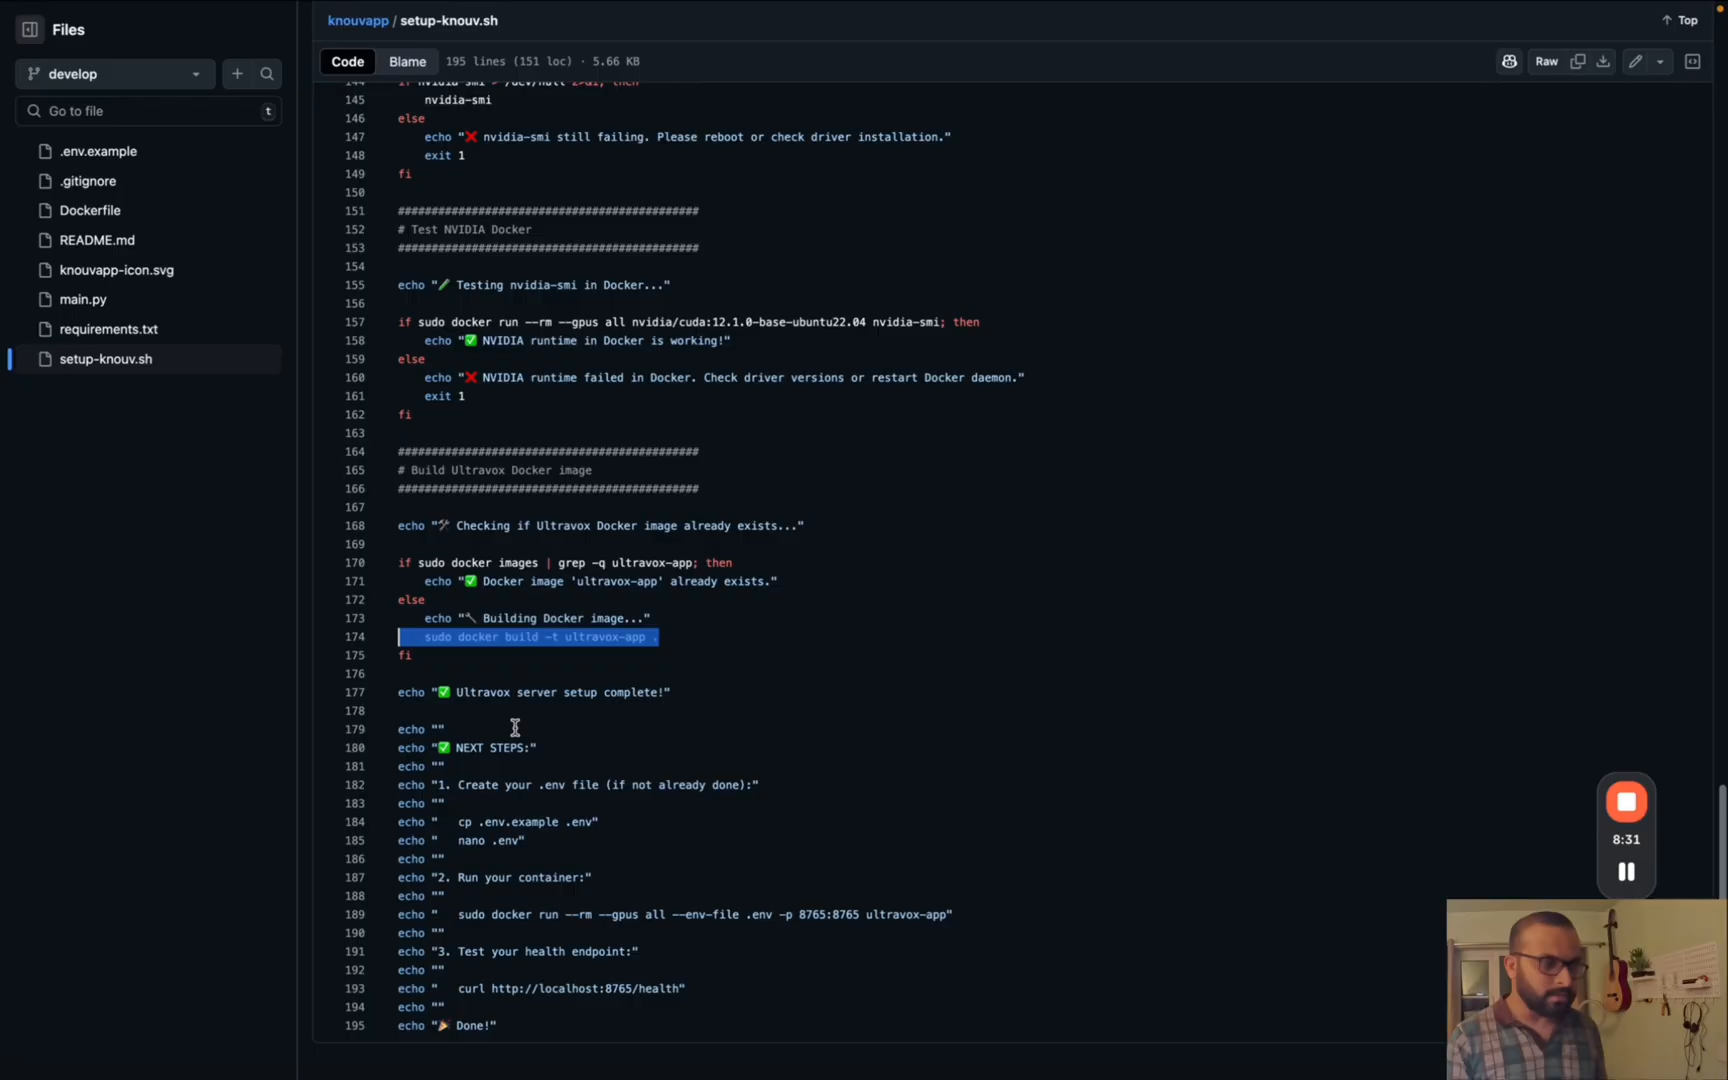 Files
develop
Go to file
t
.env.example
.gitignore
Dockerfile
README.md
knouvapp-icon.svg
main.py
requirements.txt
setup-knouv.sh
knouvapp / setup-knouv.sh
Top
Code
Blame
195 lines (151 loc) · 5.66 KB
Raw
144 if nvidia-smi > /dev/null 2>&1; then
145 nvidia-smi
146 else
147 echo "❌ nvidia-smi still failing. Please reboot or check driver installation."
148 exit 1
149 fi
150
151 #############################################
152 # Test NVIDIA Docker
153 #############################################
154
155 echo "🧪 Testing nvidia-smi in Docker..."
156
157 if sudo docker run --rm --gpus all nvidia/cuda:12.1.0-base-ubuntu22.04 nvidia-smi; then
158 echo "✅ NVIDIA runtime in Docker is working!"
159 else
160 echo "❌ NVIDIA runtime failed in Docker. Check driver versions or restart Docker daemon."
161 exit 1
162 fi
163
164 #############################################
165 # Build Ultravox Docker image
166 #############################################
167
168 echo "🛠 Checking if Ultravox Docker image already exists..."
169
170 if sudo docker images | grep -q ultravox-app; then
171 echo "✅ Docker image 'ultravox-app' already exists."
172 else
173 echo "🔨 Building Docker image..."
174 sudo docker build -t ultravox-app .
175 fi
176
177 echo "✅ Ultravox server setup complete!"
178
179 echo ""
180 echo "✅ NEXT STEPS:"
181 echo ""
182 echo "1. Create your .env file (if not already done):"
183 echo ""
184 echo " cp .env.example .env"
185 echo " nano .env"
186 echo ""
187 echo "2. Run your container:"
188 echo ""
189 echo " sudo docker run --rm --gpus all --env-file .env -p 8765:8765 ultravox-app"
190 echo ""
191 echo "3. Test your health endpoint:"
192 echo ""
193 echo " curl http://localhost:8765/health"
194 echo ""
195 echo "🎉 Done!"
8:31